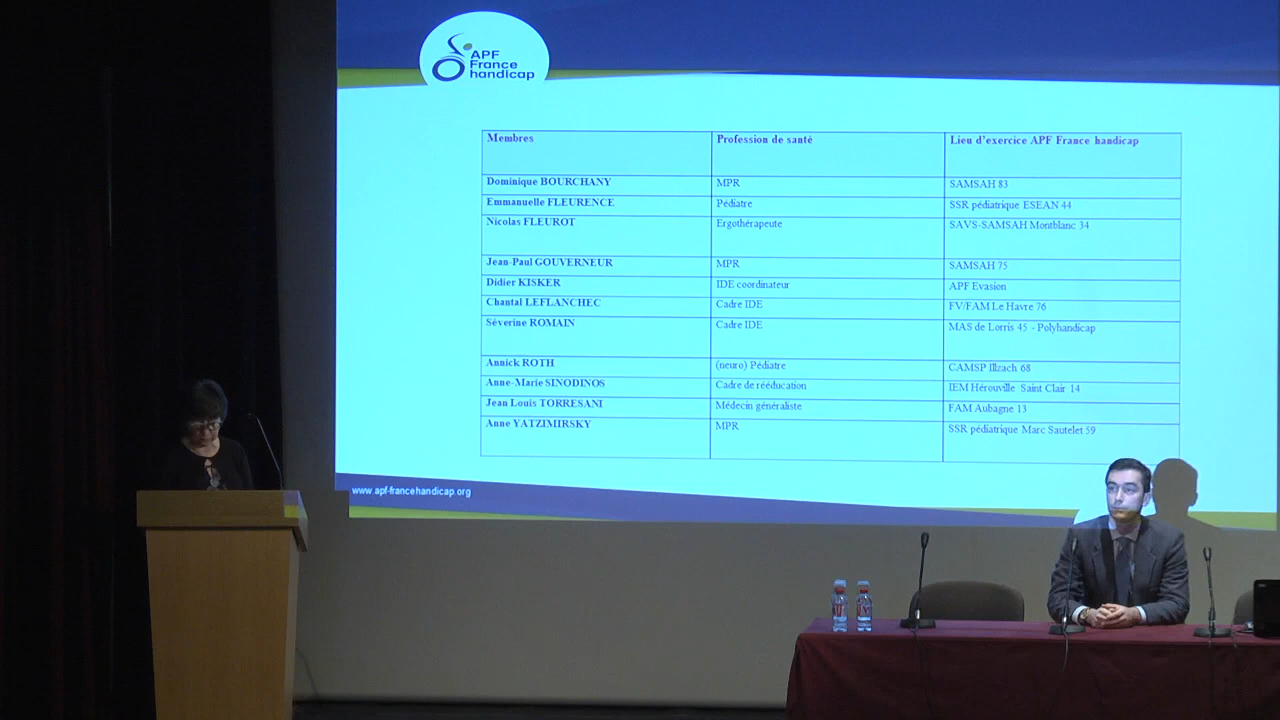 APF
France
handicap
Membres Profession de santé Lieu d'exercice APF France handicap
Dominique BOURCHANY MPR SAMSAH 83
Emmanuelle FLEURENCE Pédiatre SSR pédiatrique ESEAN 44
Nicolas FLEUROT Ergothérapeute SAVS-SAMSAH Montblanc 34
Jean-Paul GOUVERNEUR MPR SAMSAH 75
Didier KISKER IDE coordinateur APF Evasion
Chantal LEFLANCHEC Cadre IDE FV/FAM Le Havre 76
Séverine ROMAIN Cadre IDE MAS de Lorris 45 - Polyhandicap
Annick ROTH (neuro) Pédiatre CAMSP Illzach 68
Anne-Marie SINODINOS Cadre de rééducation IEM Hérouville Saint Clair 14
Jean Louis TORRESANI Médecin généraliste FAM Aubagne 13
Anne YATZIMIRSKY MPR SSR pédiatrique Marc Sautelet 59
www.apf-francehandicap.org